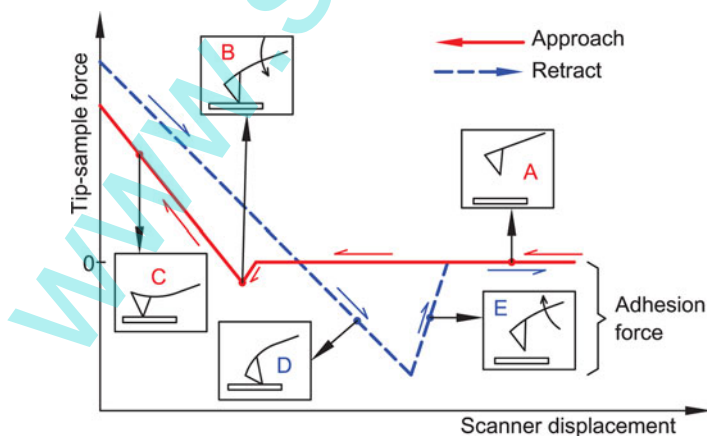 Approach
Retract
B
A
Tip-sample force
0
C
D
E
Adhesion
force
Scanner displacement